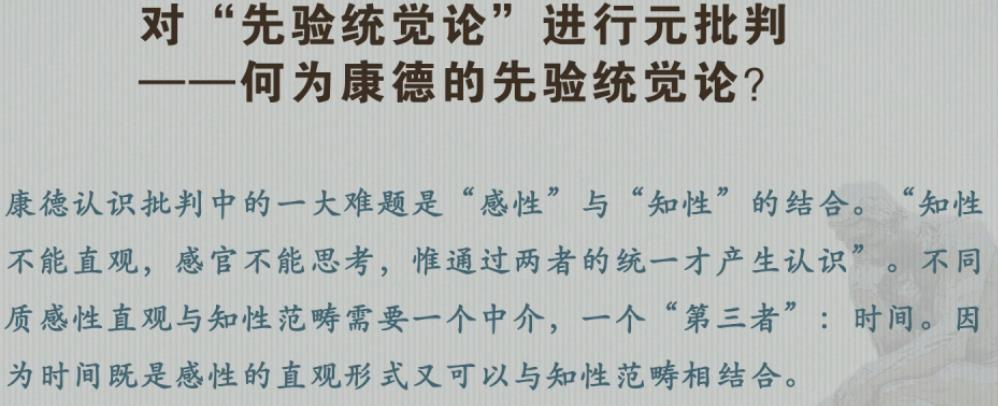 对“先验统觉论”进行元批判
——何为康德的先验统觉论?
康德认识批判中的一大难题是“感性”与“知性”的结合。“知性
不能直观，感官不能思考，惟通过两者的统一才产生认识”。不同
质感性直观与知性范畴需要一个中介，一个“第三者”：时间。因
为时间既是感性的直观形式又可以与知性范畴相结合。